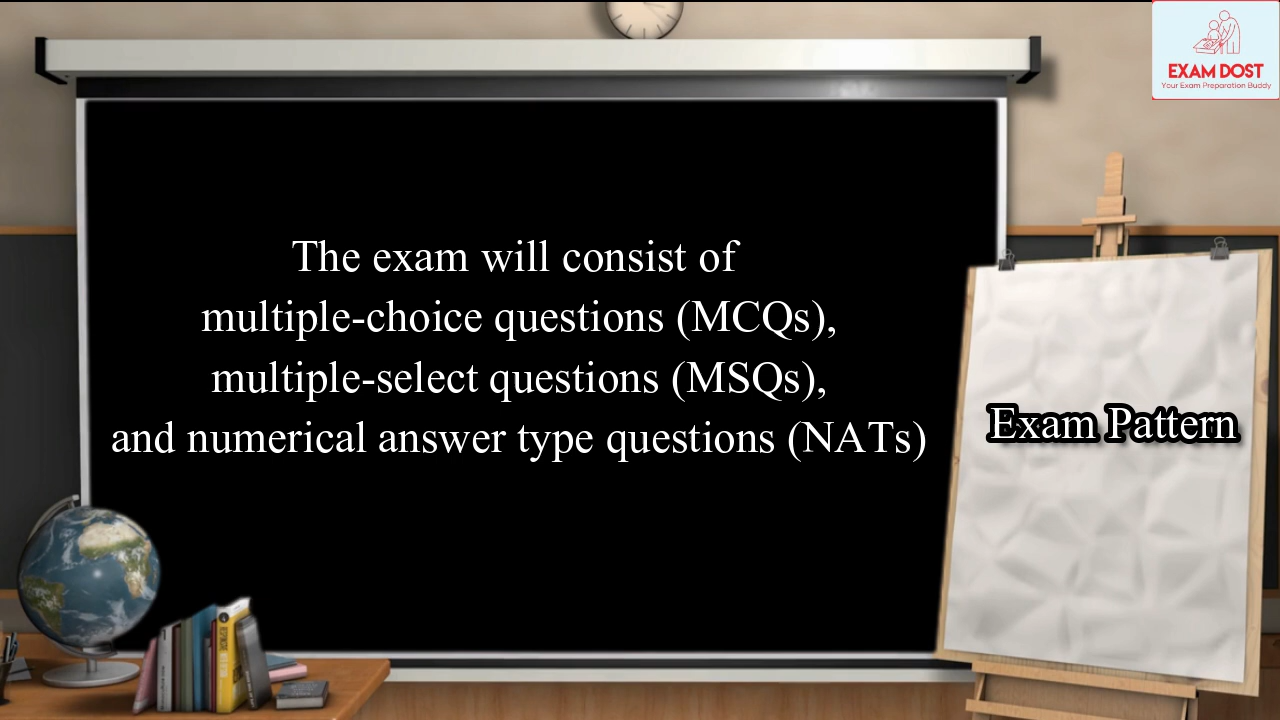 EXAM DOST
Your Exam Preparation Buddy
The exam will consist of
multiple-choice questions (MCQs),
multiple-select questions (MSQs),
and numerical answer type questions (NATs)
Exam Pattern